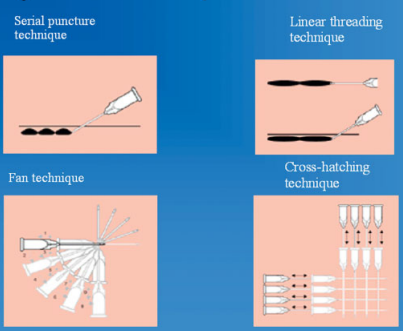 Serial puncture
technique
Linear threading
technique
Fan technique
Cross-hatching
technique